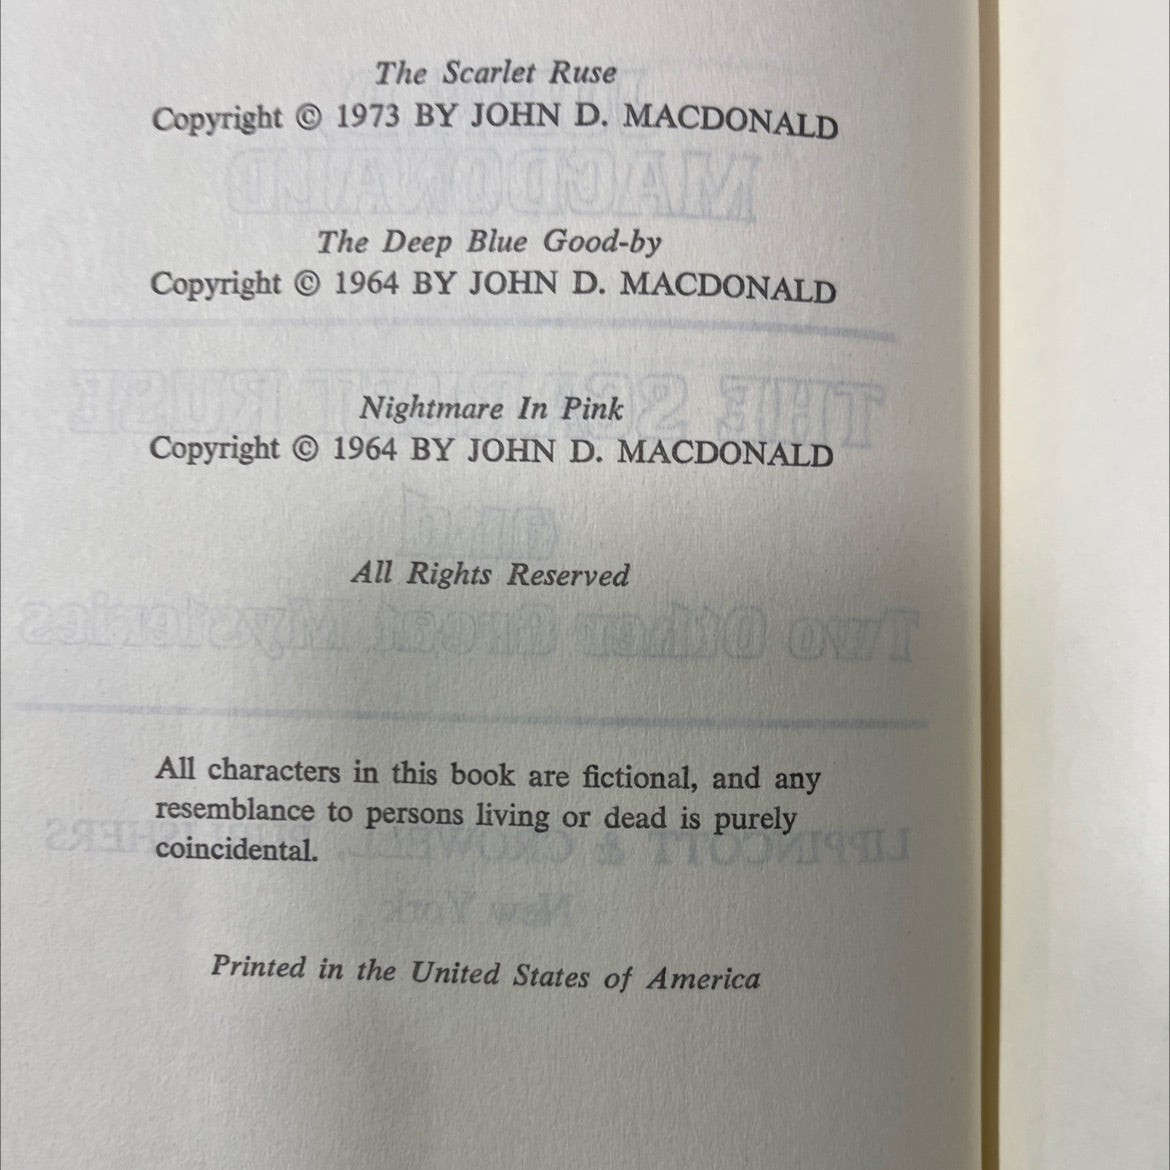 The Scarlet Ruse
Copyright © 1973 BY JOHN D. MACDONALD
The Deep Blue Good-by
Copyright © 1964 BY JOHN D. MACDONALD
Nightmare In Pink
Copyright © 1964 BY JOHN D. MACDONALD
All Rights Reserved
All characters in this book are fictional, and any
resemblance to persons living or dead is purely
coincidental.
Printed in the United States of America